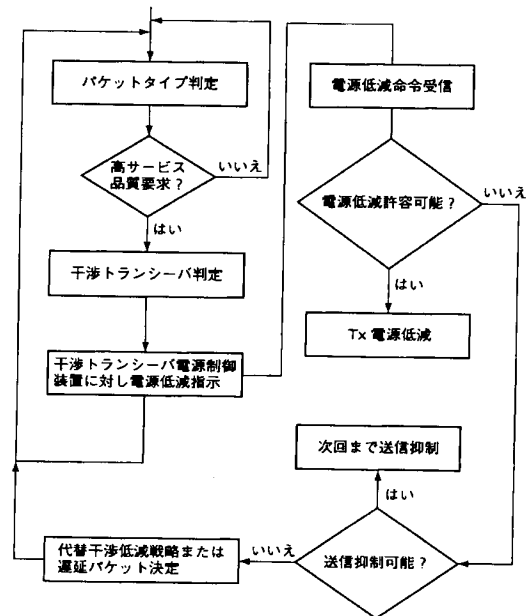 パケットタイプ判定
高サービス
品質要求？
いいえ
はい
干渉トランシーバ判定
干渉トランシーバ電源制御
装置に対し電源低減指示
電源低減命令受信
電源低減許容可能？
いいえ
はい
Tx 電源低減
次回まで送信抑制
はい
送信抑制可能？
いいえ
代替干渉低減戦略または
遅延パケット決定